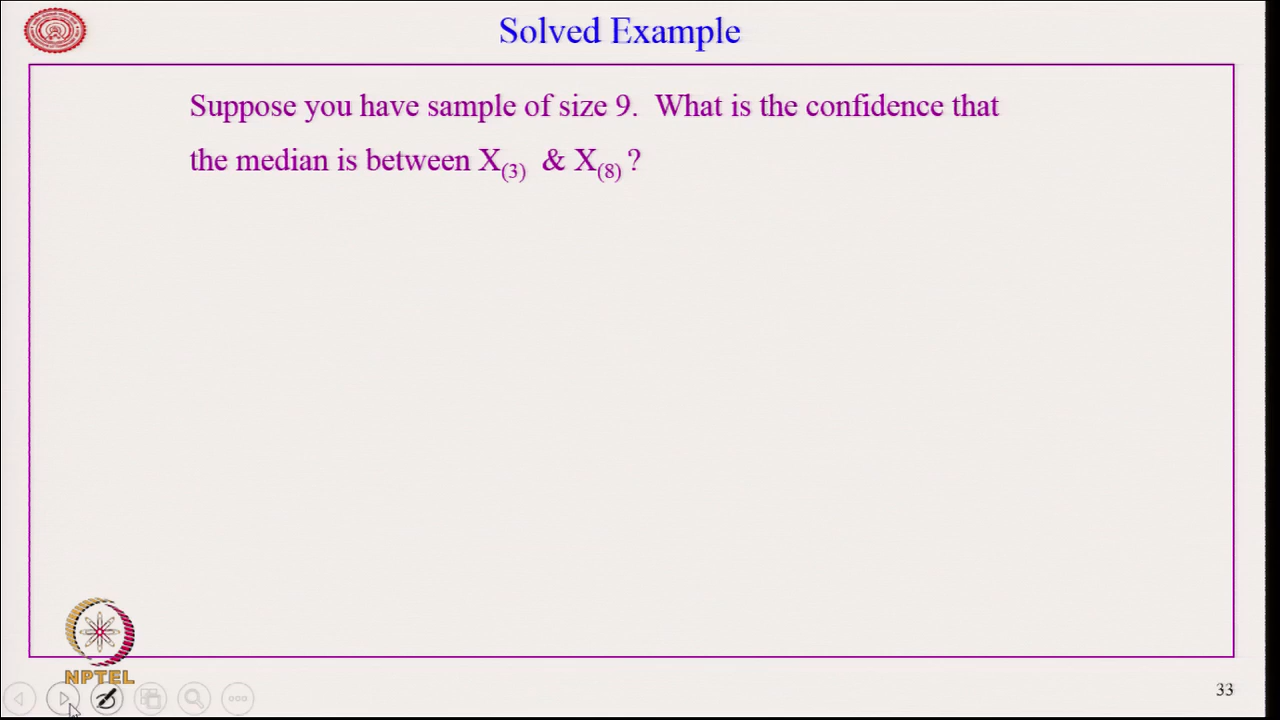 Solved Example
Suppose you have sample of size 9. What is the confidence that
the median is between X(3) & X(8) ?
NPTEL
33